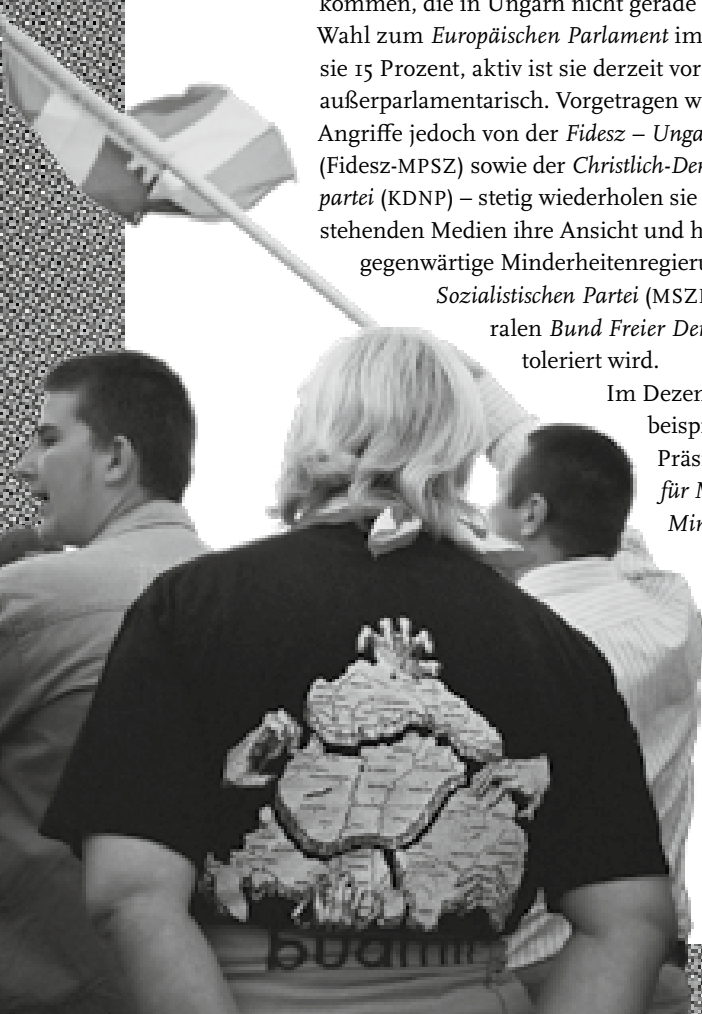 kommen, die in Ungarn nicht gerade
Wahl zum Europäischen Parlament im
sie 15 Prozent, aktiv ist sie derzeit vor
außerparlamentarisch. Vorgetragen w
Angriffe jedoch von der Fidesz – Unga
(Fidesz-MPSZ) sowie der Christlich-De
partei (KDNP) – stetig wiederholen sie
stehenden Medien ihre Ansicht und h
gegenwärtige Minderheitenregieru
Sozialistischen Partei (MSZ
ralen Bund Freier De
toleriert wird.
Im Dezem
beispi
Präs
für M
Min